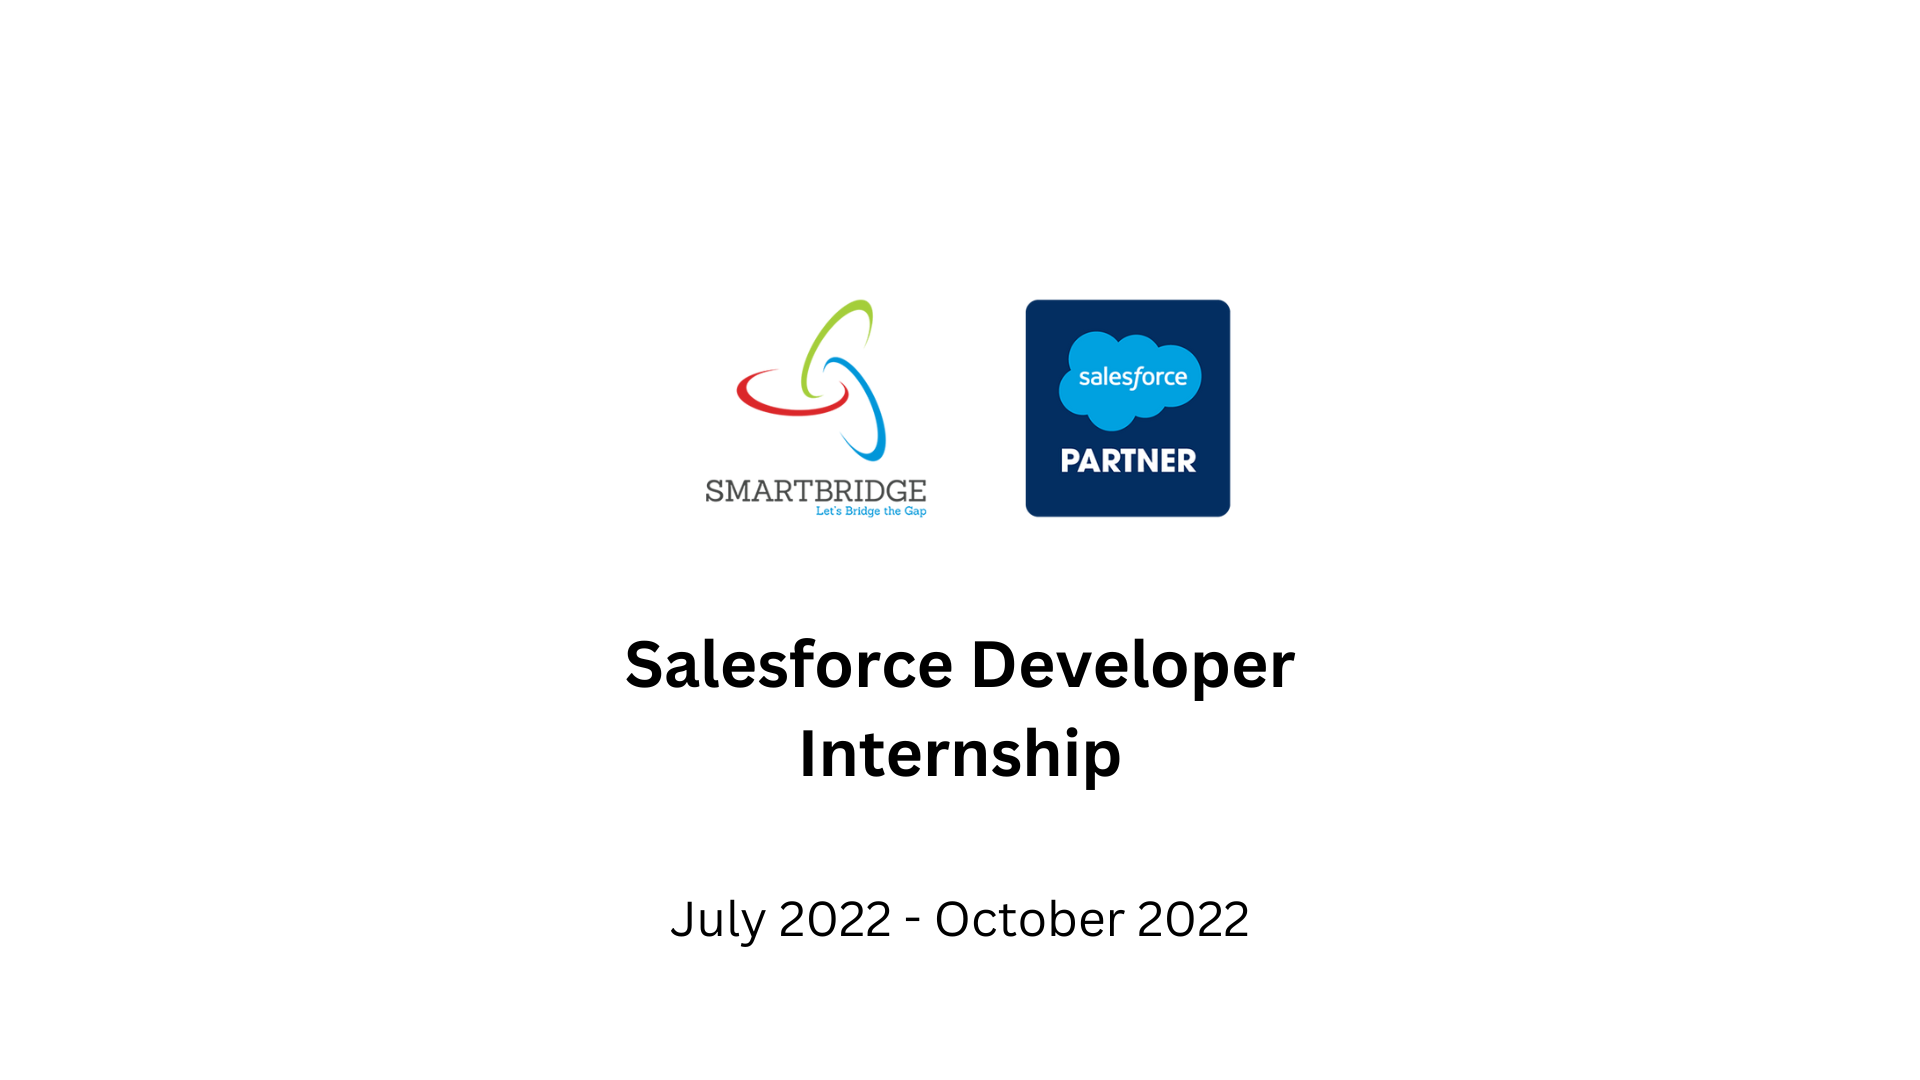 SMARTBRIDGE
Let's Bridge the Gap
salesforce
PARTNER
Salesforce Developer
Internship
July 2022 - October 2022